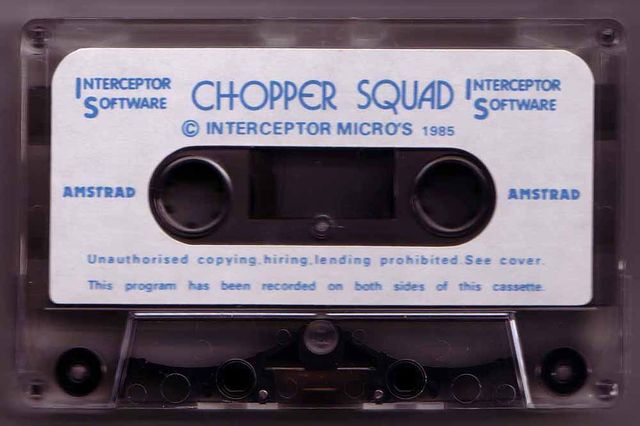 INTERCEPTOR SOFTWARE CHOPPER SQUAD INTERCEPTOR SOFTWARE
© INTERCEPTOR MICRO'S 1985
AMSTRAD AMSTRAD
Unauthorised copying,hiring,lending prohibited.See cover.
This program has been recorded on both sides of this cassette.